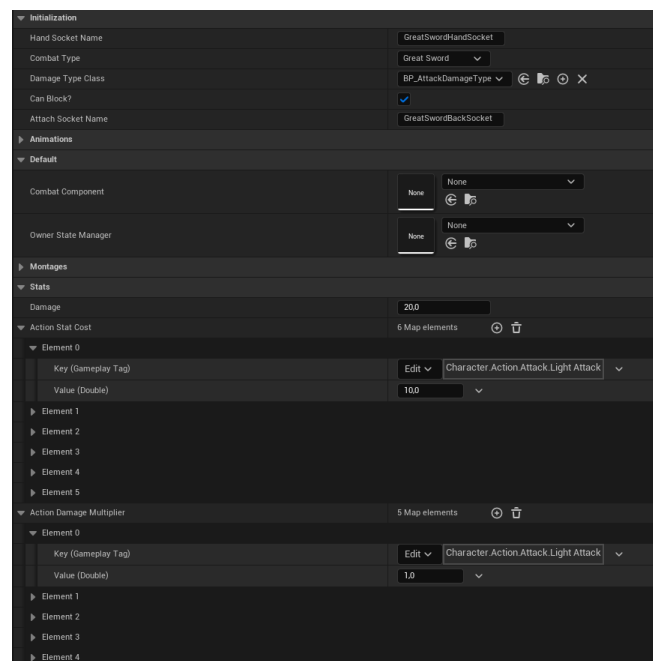 Initialization
Hand Socket Name GreatSwordHandSocket
Combat Type Great Sword
Damage Type Class BP_AttackDamageType
Can Block?
Attach Socket Name GreatSwordBackSocket
Animations
Default
Combat Component None None
Owner State Manager None None
Montages
Stats
Damage 20,0
Action Stat Cost 6 Map elements
Element 0
Key (Gameplay Tag) Edit Character.Action.Attack.Light Attack
Value (Double) 10,0
Element 1
Element 2
Element 3
Element 4
Element 5
Action Damage Multiplier 5 Map elements
Element 0
Key (Gameplay Tag) Edit Character.Action.Attack.Light Attack
Value (Double) 1,0
Element 1
Element 2
Element 3
Element 4